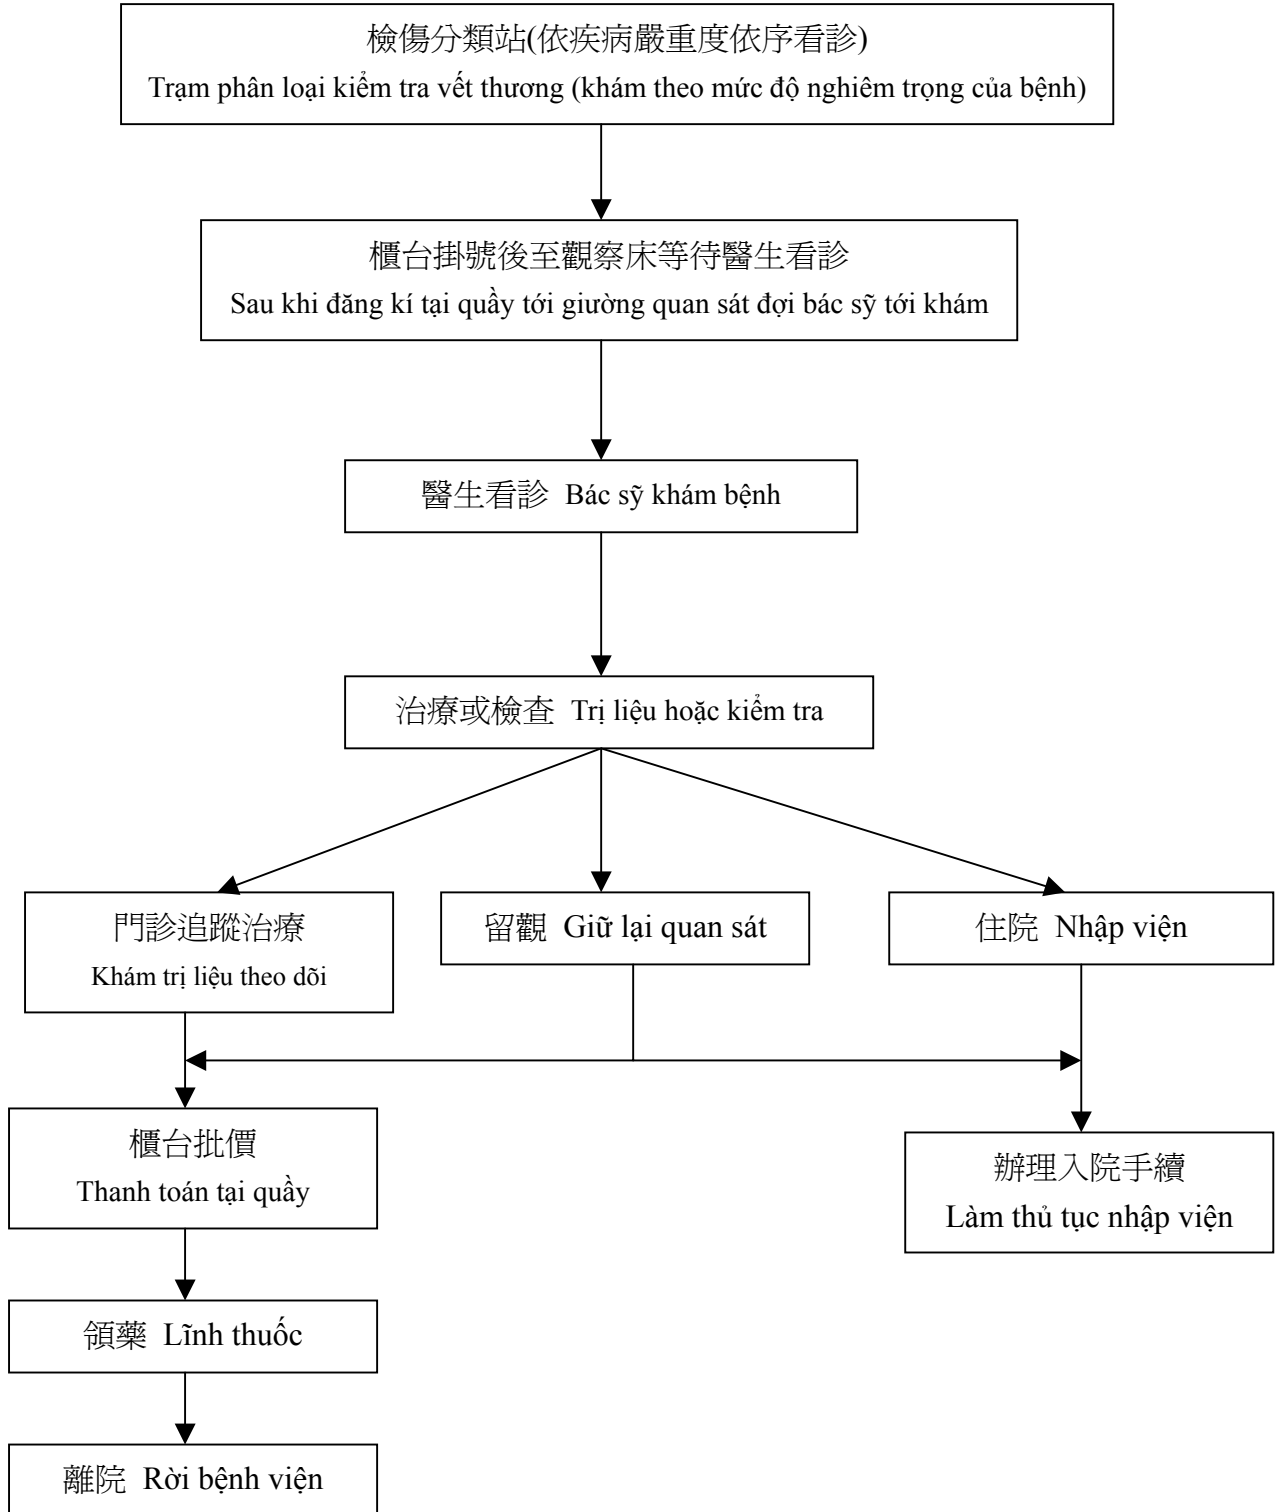 檢傷分類站(依疾病嚴重度依序看診)
Trạm phân loại kiểm tra vết thương (khám theo mức độ nghiêm trọng của bệnh)
櫃台掛號後至觀察床等待醫生看診
Sau khi đăng kí tại quầy tới giường quan sát đợi bác sỹ tới khám
醫生看診 Bác sỹ khám bệnh
治療或檢查 Trị liệu hoặc kiểm tra
門診追蹤治療
Khám trị liệu theo dõi
留觀 Giữ lại quan sát
住院 Nhập viện
櫃台批價
Thanh toán tại quầy
辦理入院手續
Làm thủ tục nhập viện
領藥 Lĩnh thuốc
離院 Rời bệnh viện